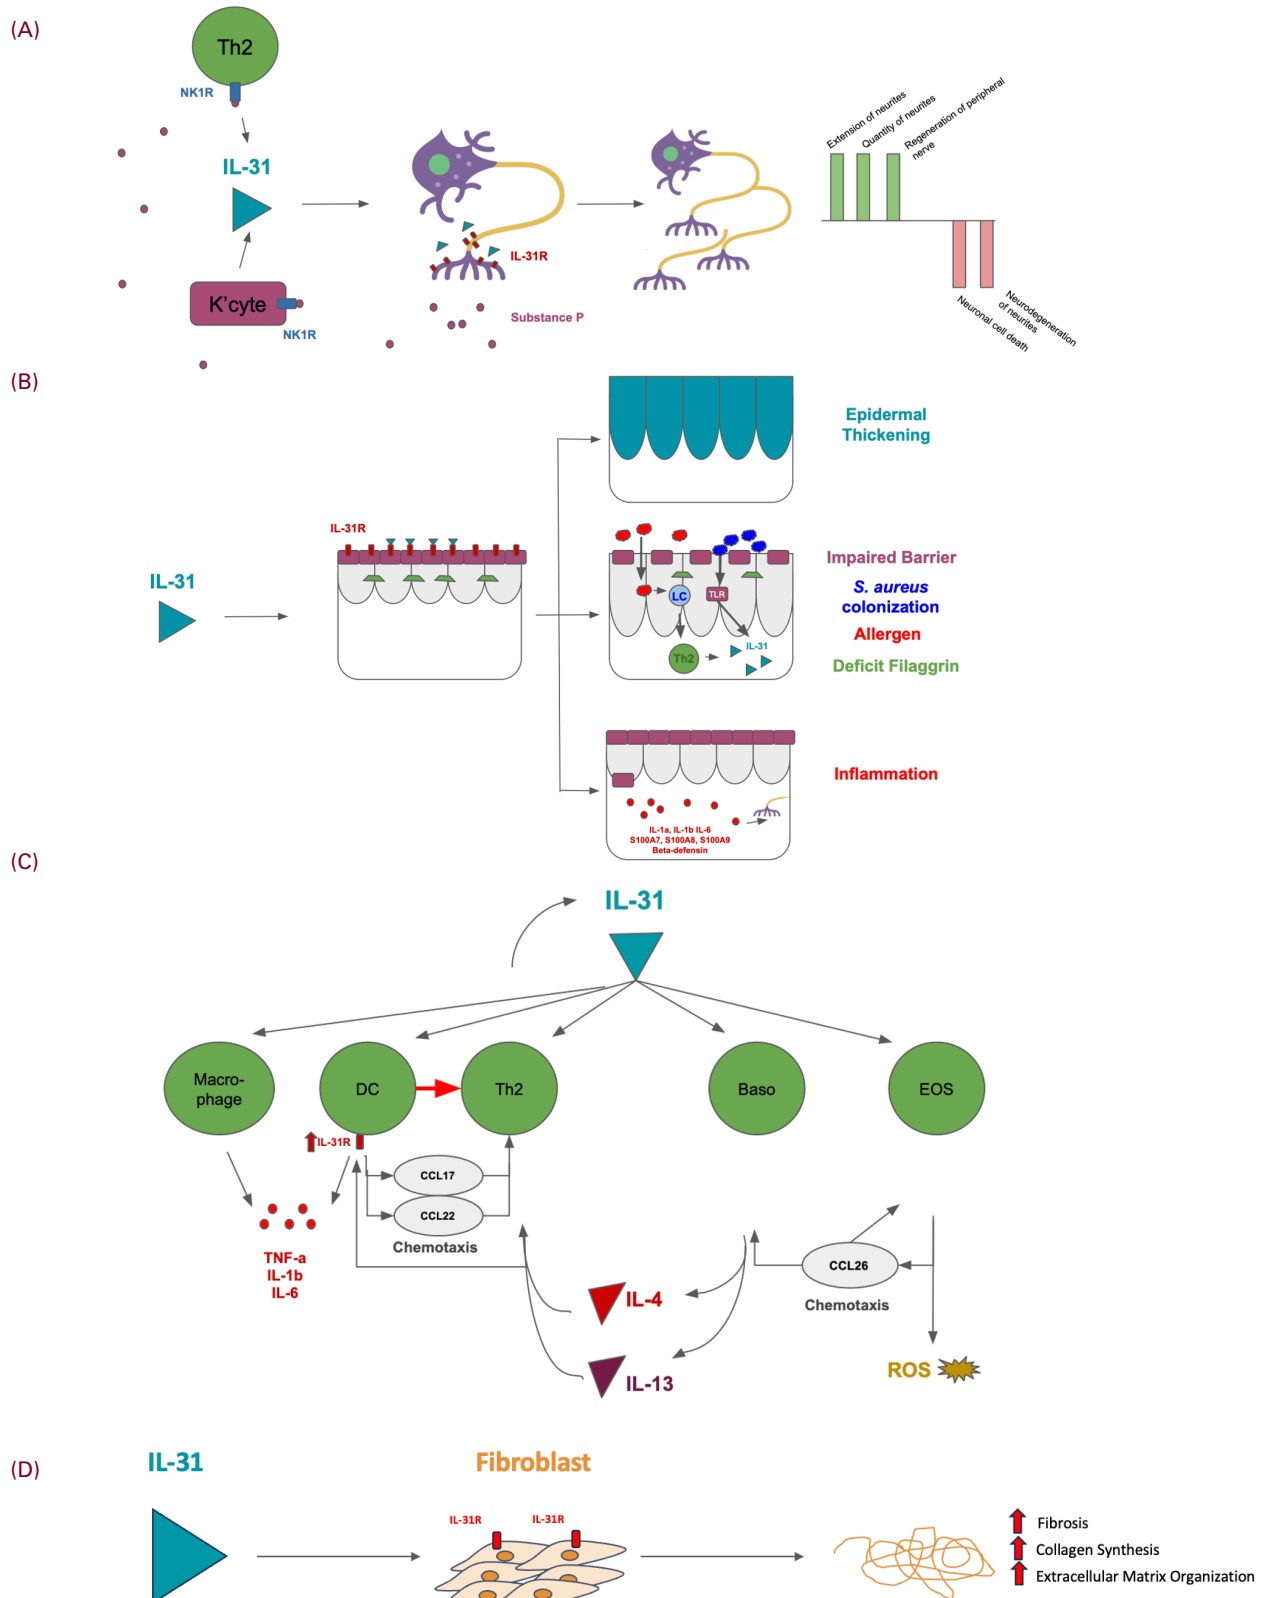 (A)
Th2
NK1R
IL-31
K'cyte
NK1R
IL-31R
Substance P
Extension of neurites
Quantity of neurites
Regeneration of peripheral
nerve
Neuronal cell death
Neurodegeneration
of neurites
(B)
IL-31
IL-31R
Epidermal
Thickening
LC
TLR
Th2
IL-31
Impaired Barrier
S. aureus
colonization
Allergen
Deficit Filaggrin
IL-1a, IL-1b IL-6
S100A7, S100A8, S100A9
Beta-defensin
Inflammation
(C)
IL-31
Macro-
phage
DC
Th2
Baso
EOS
IL-31R
CCL17
CCL22
Chemotaxis
TNF-a
IL-1b
IL-6
IL-4
IL-13
CCL26
Chemotaxis
ROS
(D)
IL-31
Fibroblast
IL-31R
IL-31R
Fibrosis
Collagen Synthesis
Extracellular Matrix Organization